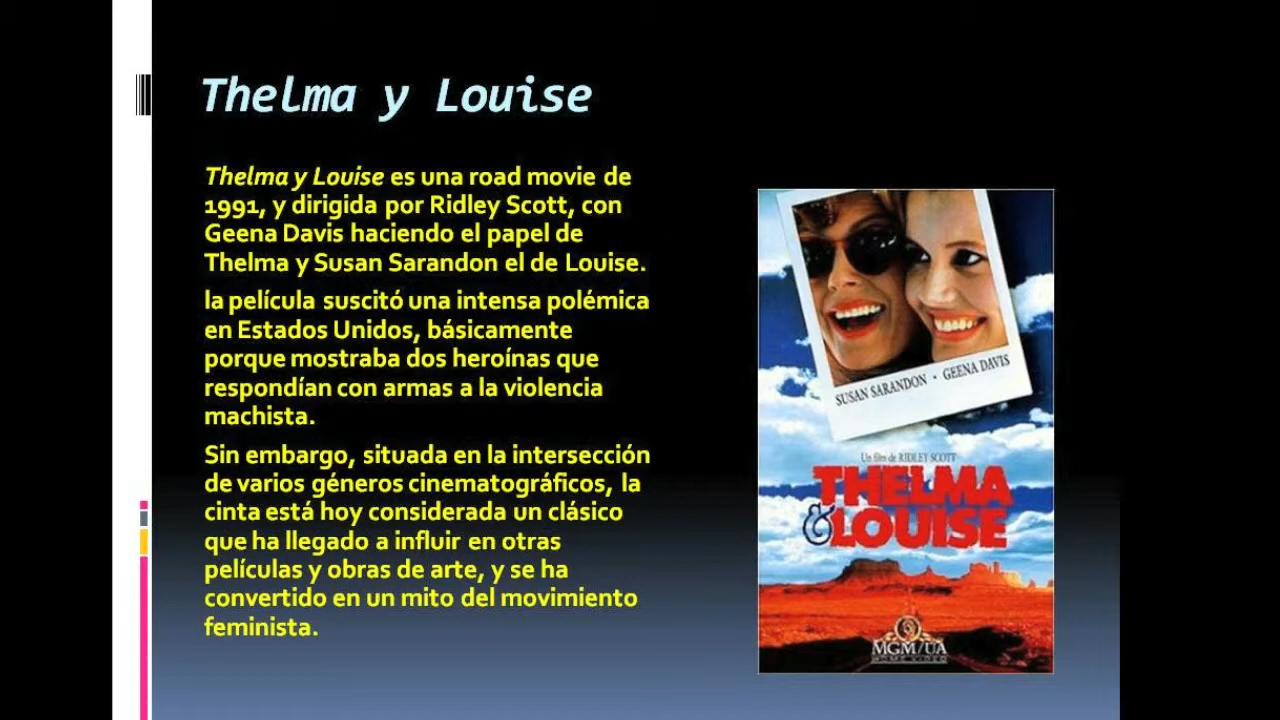 Thelma y Louise
Thelma y Louise es una road movie de
1991, y dirigida por Ridley Scott, con
Geena Davis haciendo el papel de
Thelma y Susan Sarandon el de Louise.
la película suscitó una intensa polémica
en Estados Unidos, básicamente
porque mostraba dos heroínas que
respondían con armas a la violencia
machista.
Sin embargo, situada en la intersección
de varios géneros cinematográficos, la
cinta está hoy considerada un clásico
que ha llegado a influir en otras
películas y obras de arte, y se ha
convertido en un mito del movimiento
feminista.
SUSAN SARANDON · GEENA DAVIS
Un film de RIDLEY SCOTT
THELMA
& LOUISE
MGM/UA
HOME VIDEO